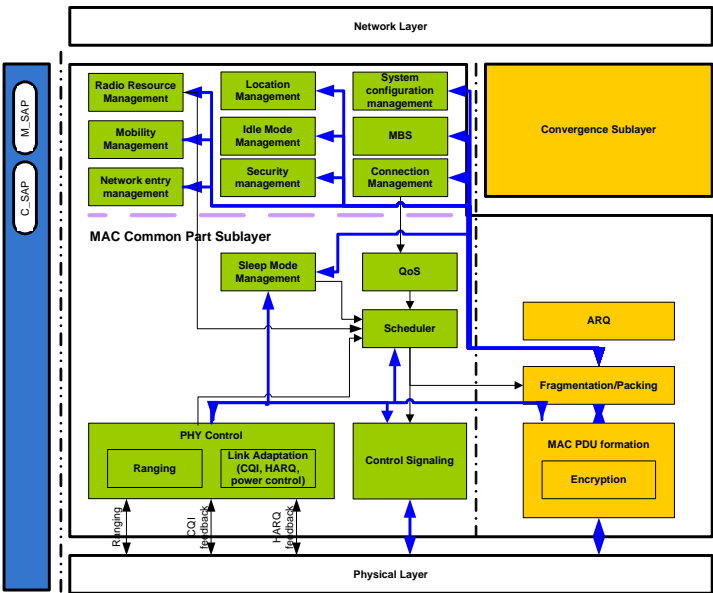 Network Layer
M_SAP
C_SAP
Radio Resource
Management
Location
Management
System
configuration
management
Convergence Sublayer
Mobility
Management
Idle Mode
Management
MBS
Network entry
management
Security
management
Connection
Management
MAC Common Part Sublayer
Sleep Mode
Management
QoS
Scheduler
ARQ
Fragmentation/Packing
PHY Control
Ranging
Link Adaptation
(CQI, HARQ,
power control)
Control Signaling
MAC PDU formation
Encryption
Ranging
CQI
feedback
HARQ
feedback
Physical Layer